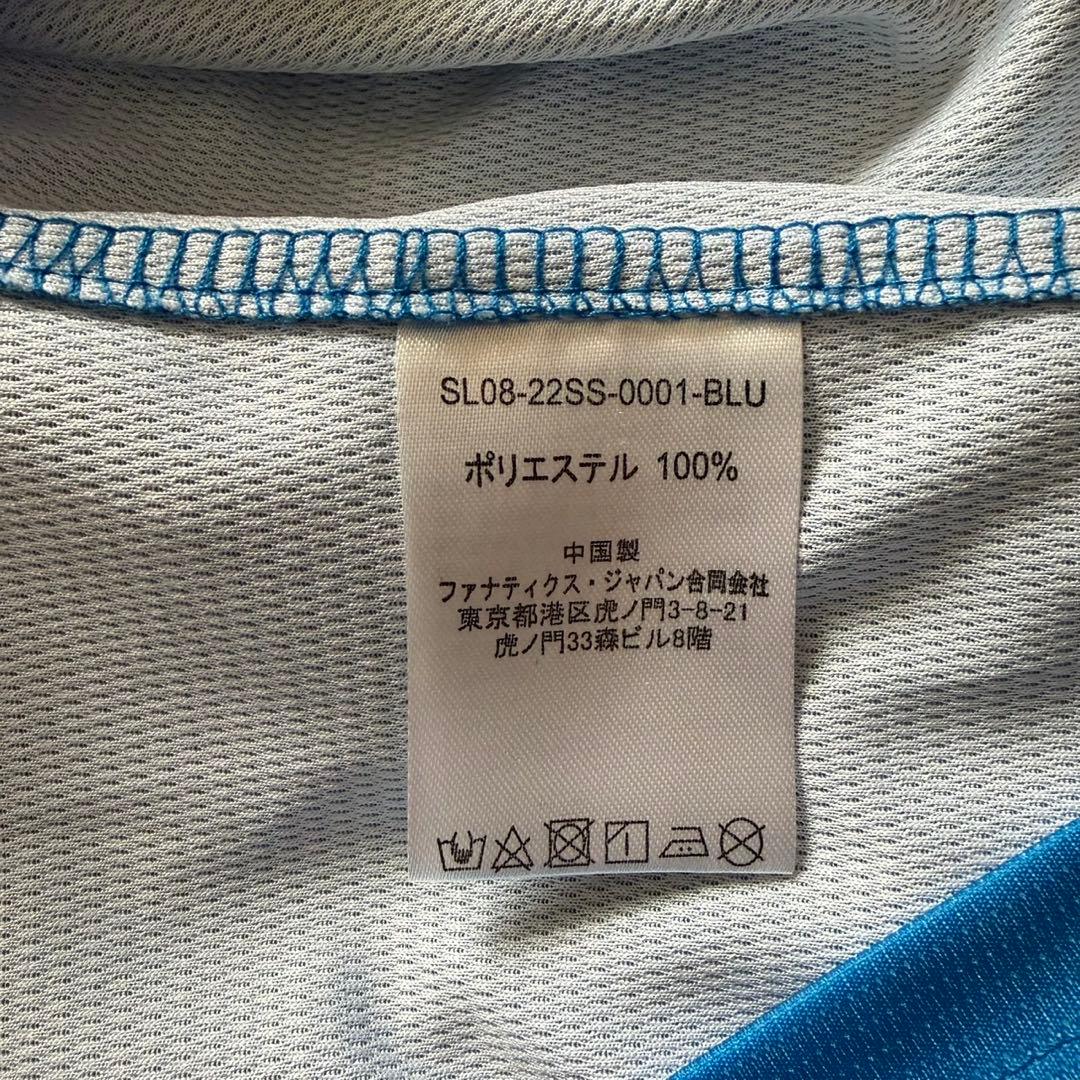 SL08-22SS-0001-BLU
ポリエステル 100%
中国製
ファナティクス・ジャパン合同会社
東京都港区虎ノ門3-8-21
虎ノ門33森ビル8階